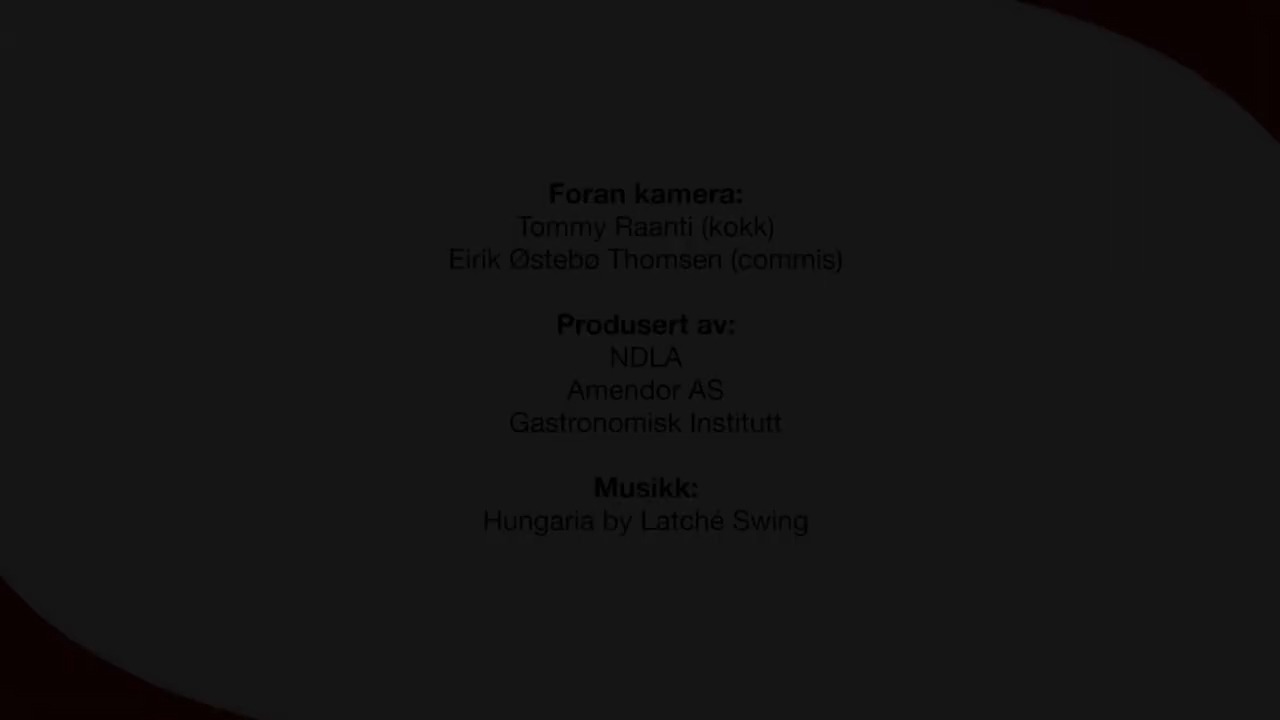 Foran kamera:
Tommy Raanti (kokk)
Eirik Østebø Thomsen (commis)
Produsert av:
NDLA
Amendor AS
Gastronomisk Institutt
Musikk:
Hungaria by Latché Swing